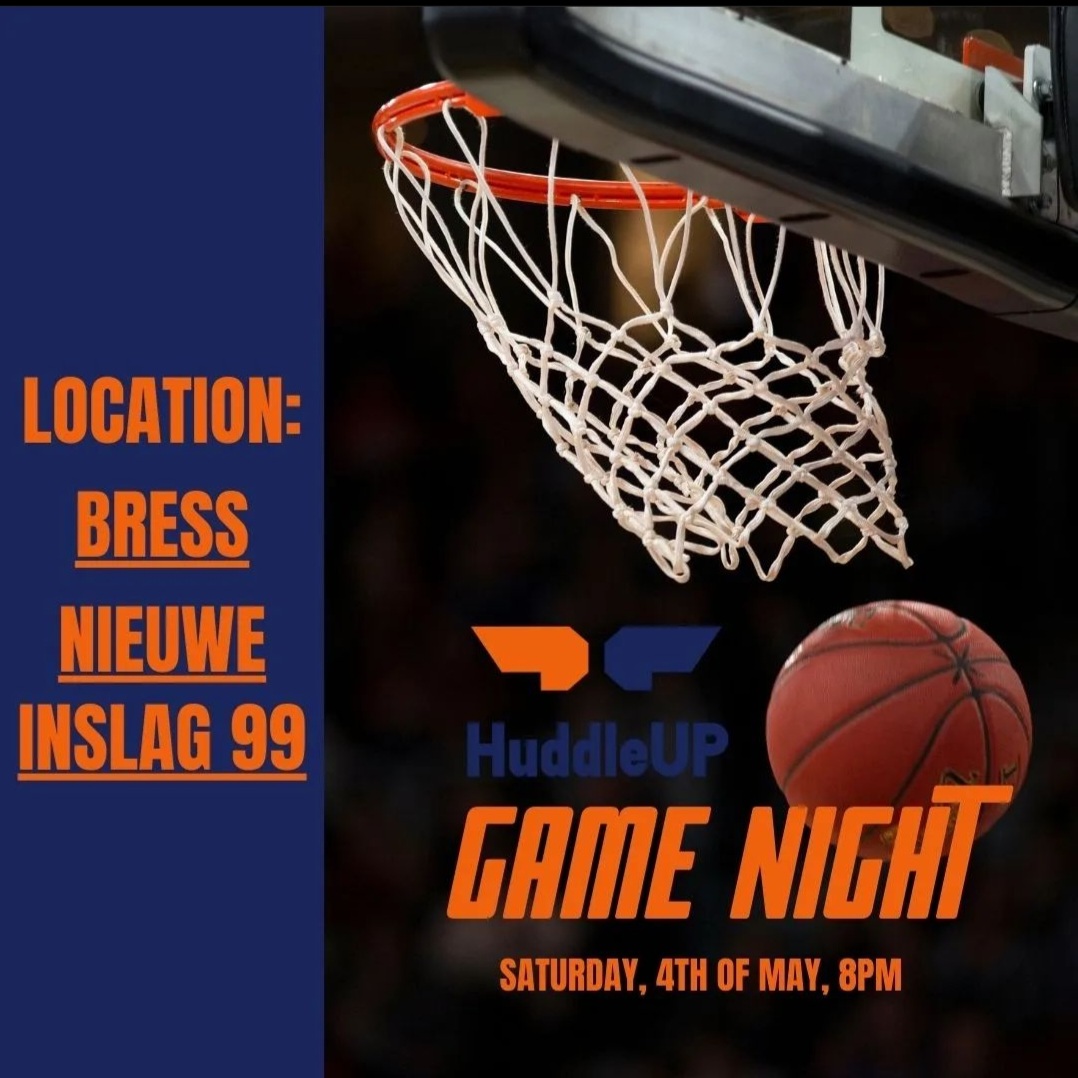 LOCATION:
BRESS
NIEUWE
INSLAG 99
HuddleUP
GAME NIGHT
SATURDAY, 4TH OF MAY, 8PM